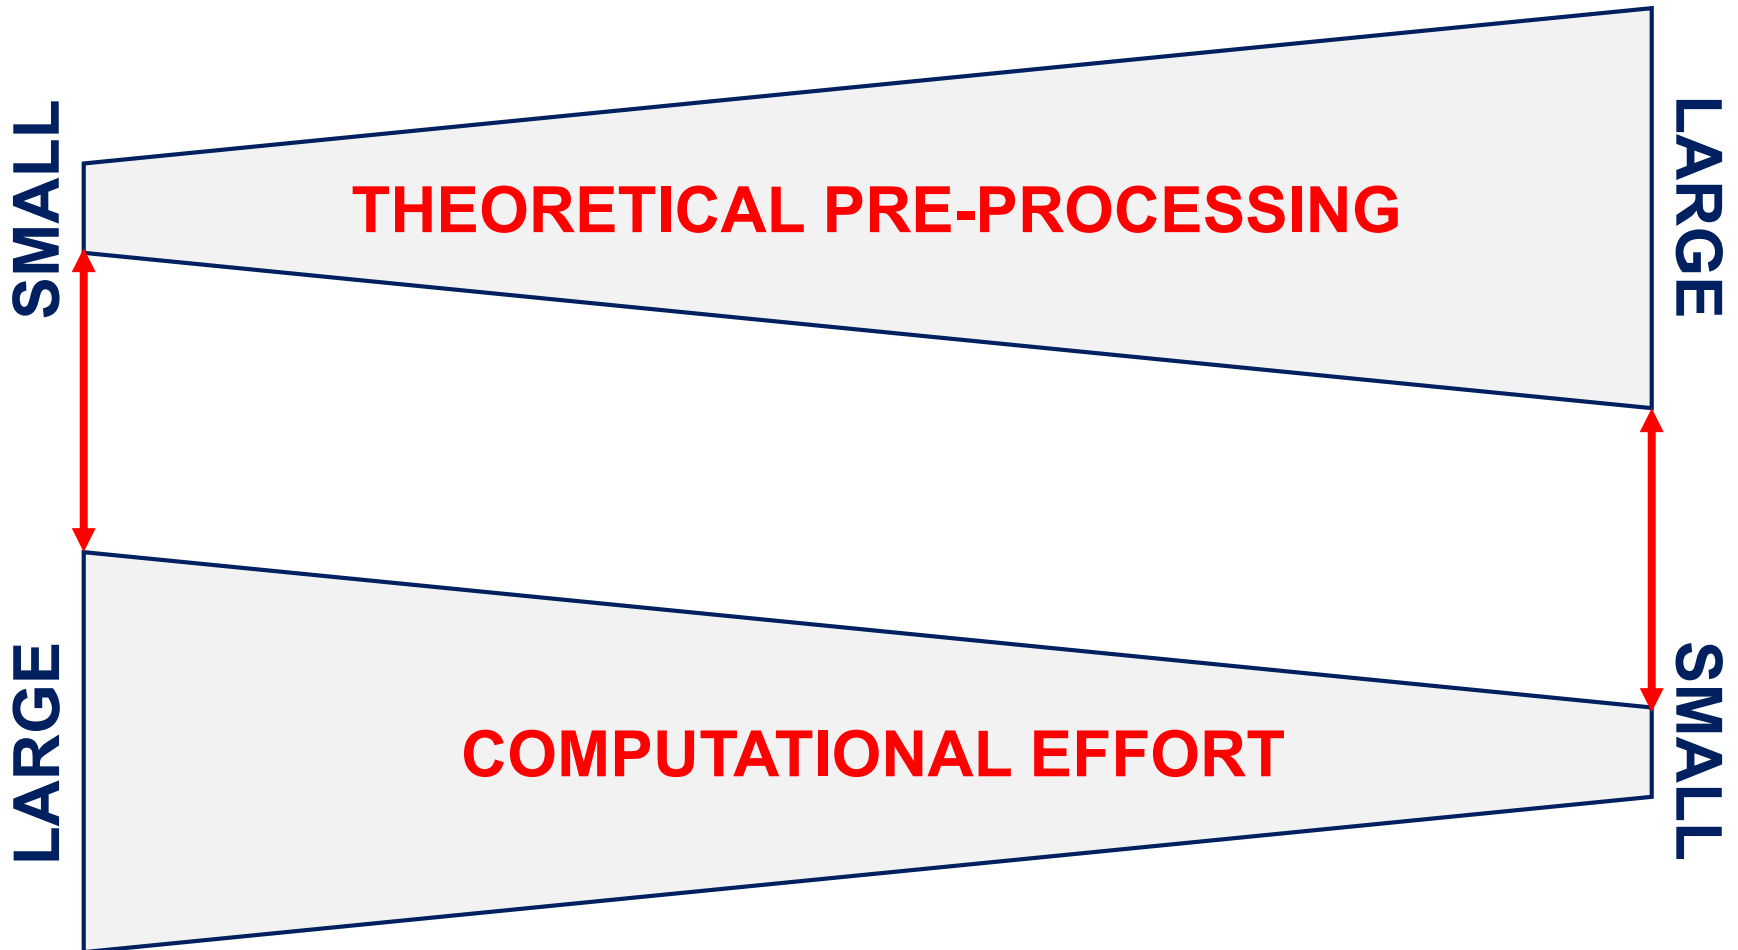 SMALL
THEORETICAL PRE-PROCESSING
LARGE
LARGE
COMPUTATIONAL EFFORT
SMALL